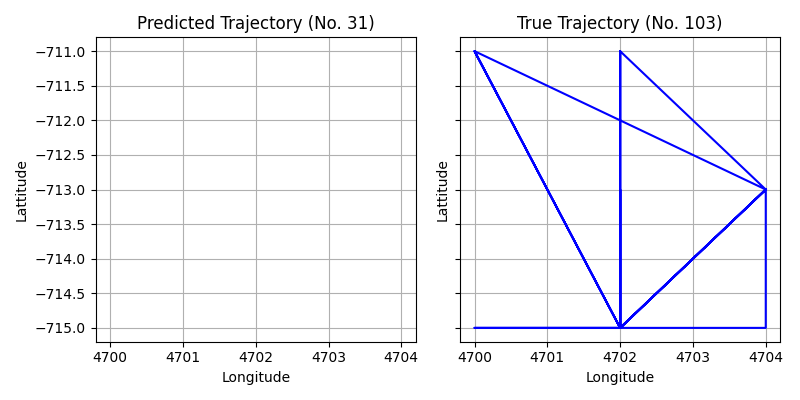 Predicted Trajectory (No. 31)
True Trajectory (No. 103)
−711.0
−711.5
−712.0
−712.5
−713.0
−713.5
−714.0
−714.5
−715.0
Lattitude
Lattitude
4700 4701 4702 4703 4704
4700 4701 4702 4703 4704
Longitude
Longitude